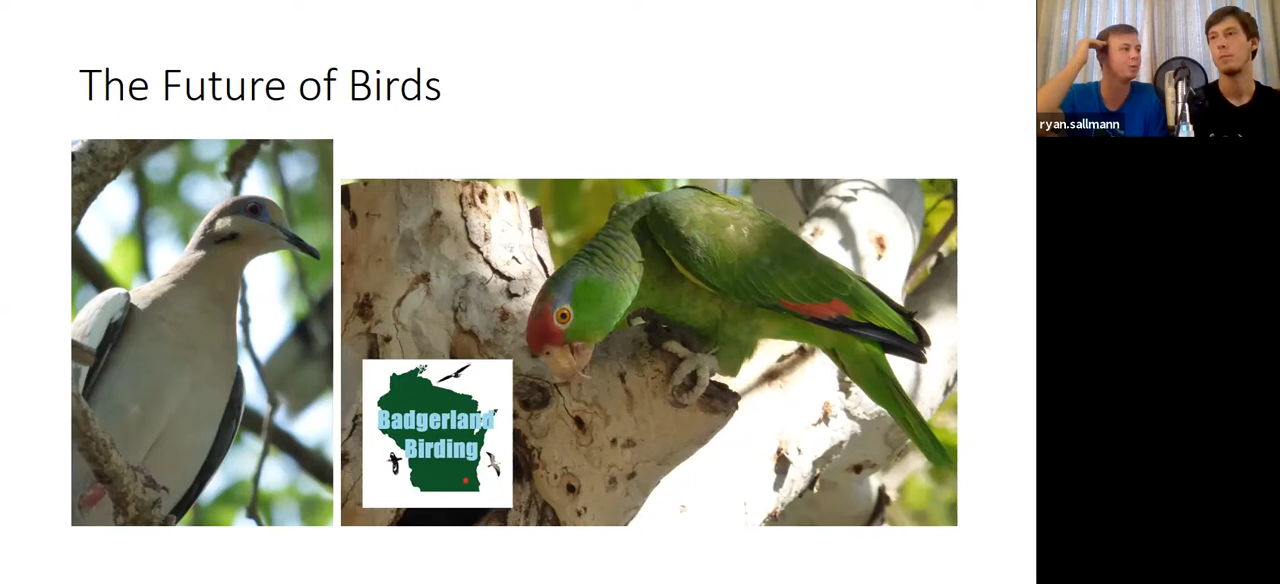 The Future of Birds
ryan.sallmann
Badgerland
Birding